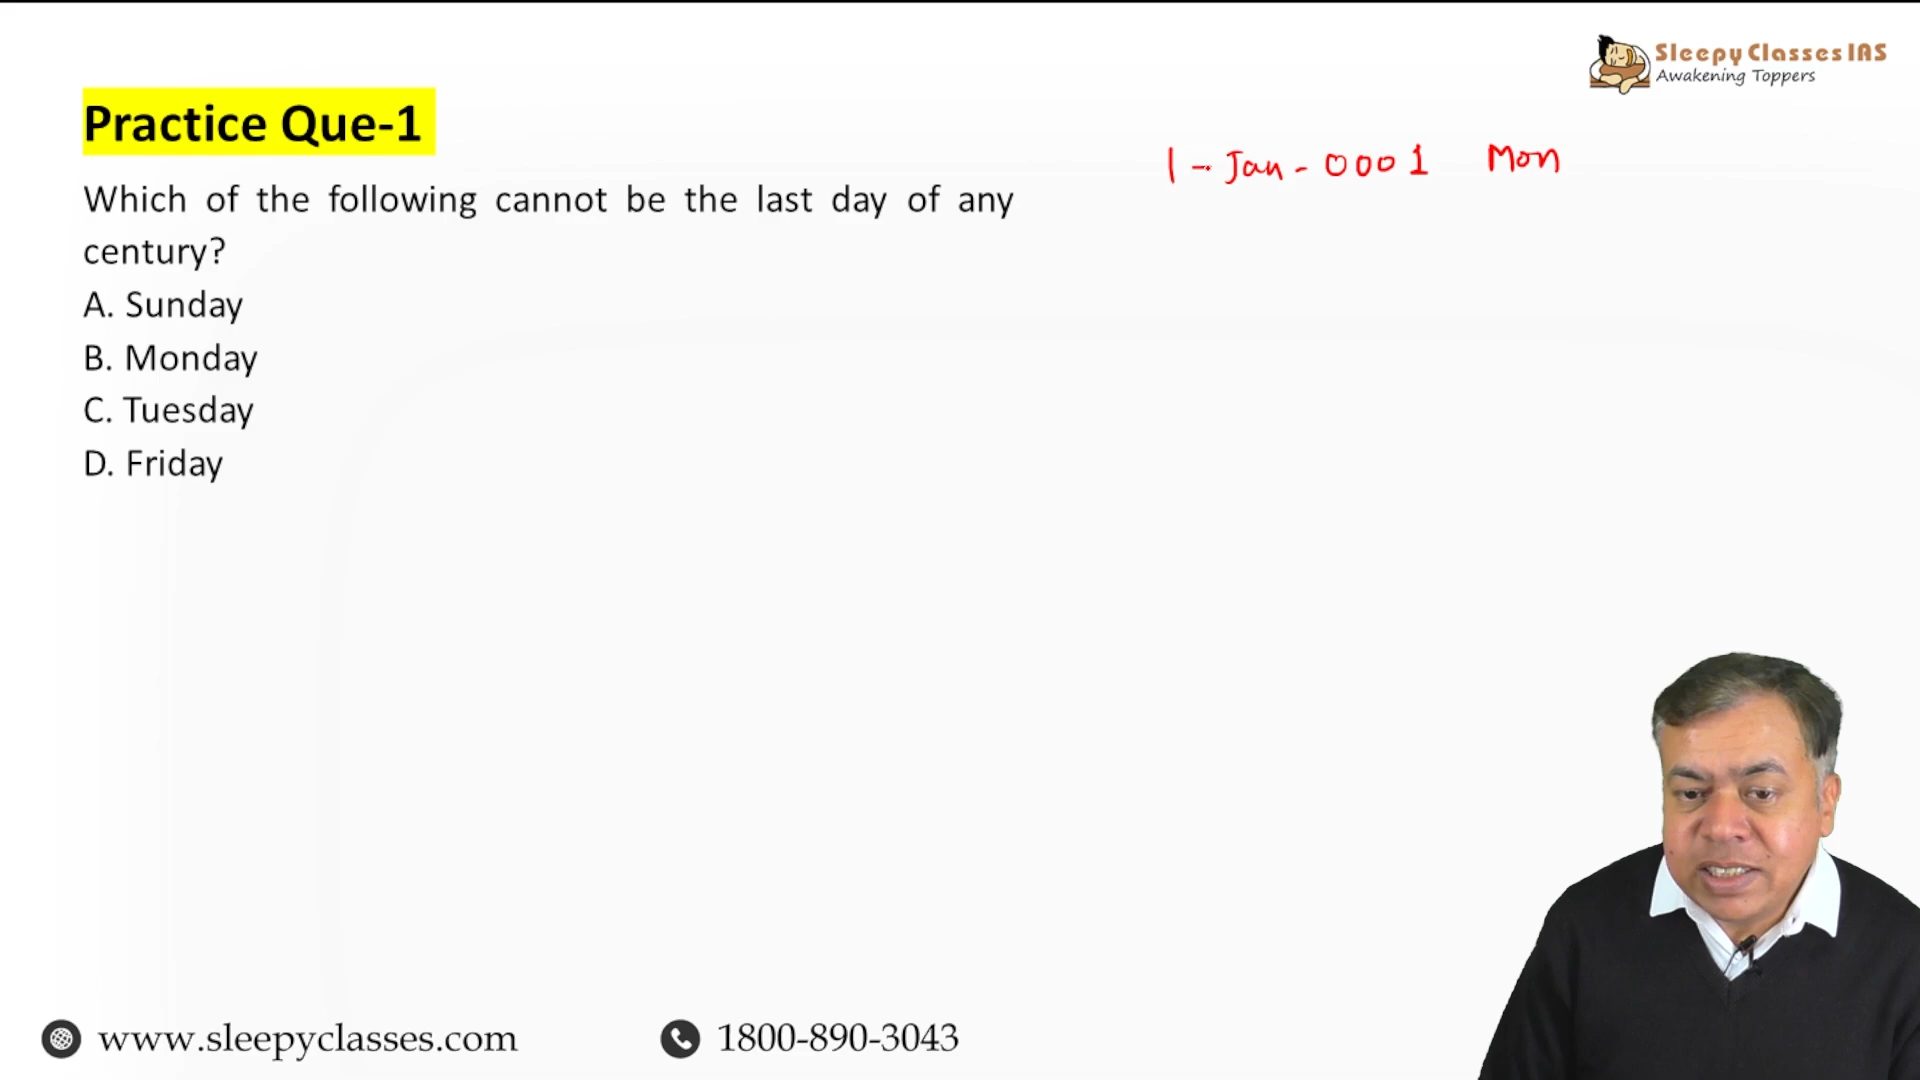 Sleepy Classes IAS
Awakening Toppers
Practice Que-1
1 - Jan - 0001 Mon
Which of the following cannot be the last day of any
century?
A. Sunday
B. Monday
C. Tuesday
D. Friday
www.sleepyclasses.com
1800-890-3043